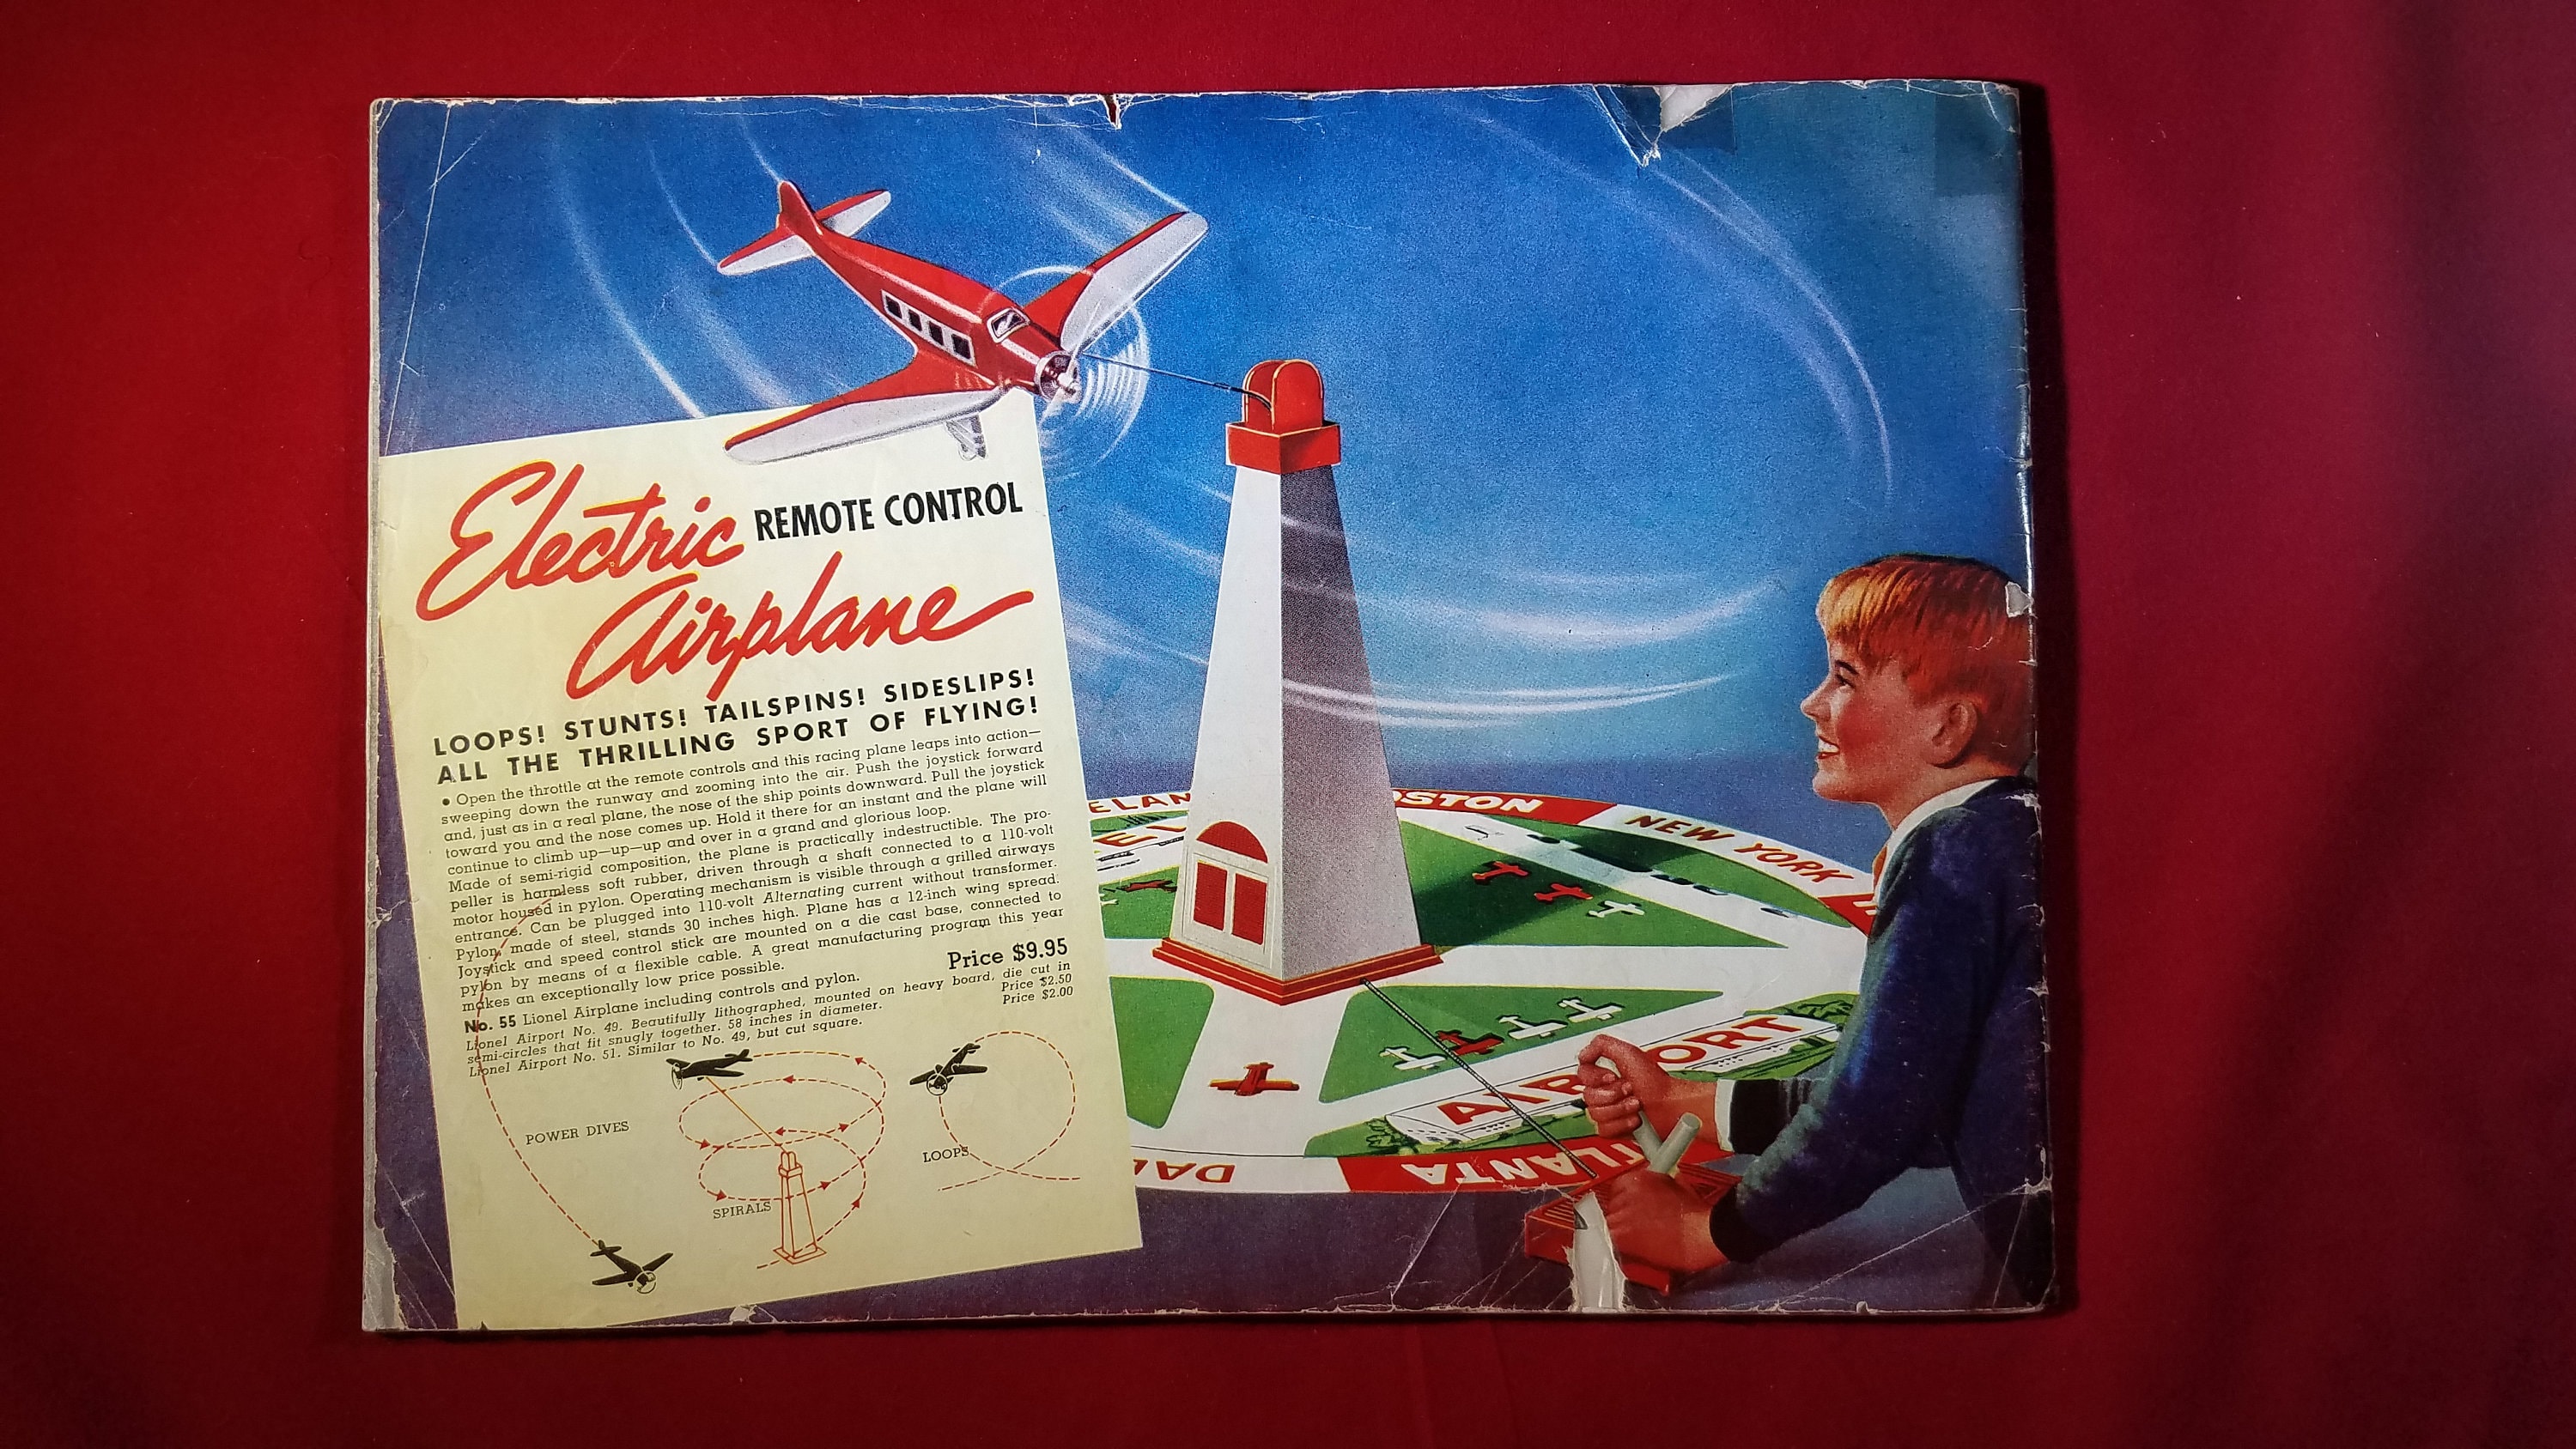 Electric REMOTE CONTROL
Airplane
LOOPS! STUNTS! TAILSPINS! SIDESLIPS!
ALL THE THRILLING SPORT OF FLYING!
• Open the throttle at the remote controls and this racing plane leaps into action—
sweeping down the runway and zooming into the air. Push the joystick forward
and, just as in a real plane, the nose of the ship points downward. Pull the joystick
toward you and the nose comes up. Hold it there for an instant and the plane will
continue to climb up—up—up and over in a grand and glorious loop.
Made of semi-rigid composition, the plane is practically indestructible. The pro-
peller is harmless soft rubber, driven through a shaft connected to a 110-volt
motor housed in pylon. Operating mechanism is visible through a grilled airways
entrance. Can be plugged into 110-volt Alternating current without transformer.
Pylon, made of steel, stands 30 inches high. Plane has a 12-inch wing spread.
Joystick and speed control stick are mounted on a die cast base, connected to
pylon by means of a flexible cable. A great manufacturing program this year
makes an exceptionally low price possible.
No. 55 Lionel Airplane including controls and pylon. Price $9.95
Lionel Airport No. 49. Beautifully lithographed, mounted on heavy board, die cut in
semi-circles that fit snugly together. 58 inches in diameter. Price $2.50
Lionel Airport No. 51. Similar to No. 49, but cut square. Price $2.00
POWER DIVES
SPIRALS
LOOPS
ELAN
OSTON
NEW YORK
AIRPORT
DAL
TLANTA